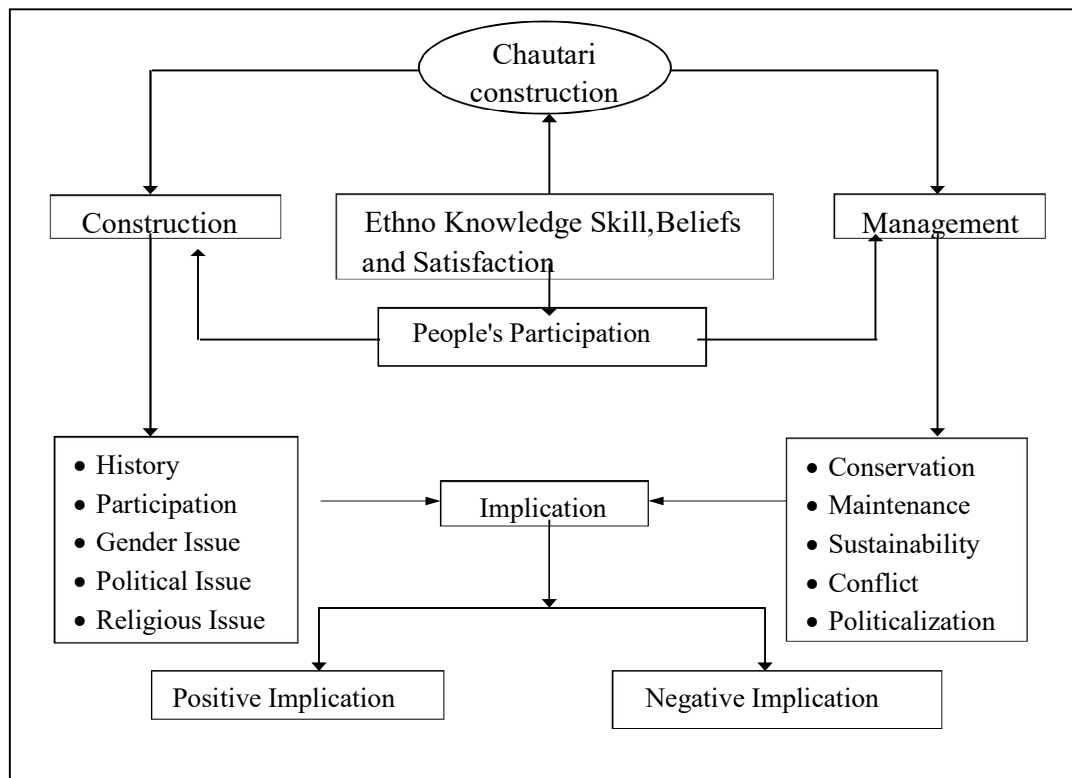 Chautari
construction
Construction
Ethno Knowledge Skill,Beliefs
and Satisfaction
Management
People's Participation
• History
• Participation
• Gender Issue
• Political Issue
• Religious Issue
Implication
• Conservation
• Maintenance
• Sustainability
• Conflict
• Politicalization
Positive Implication
Negative Implication